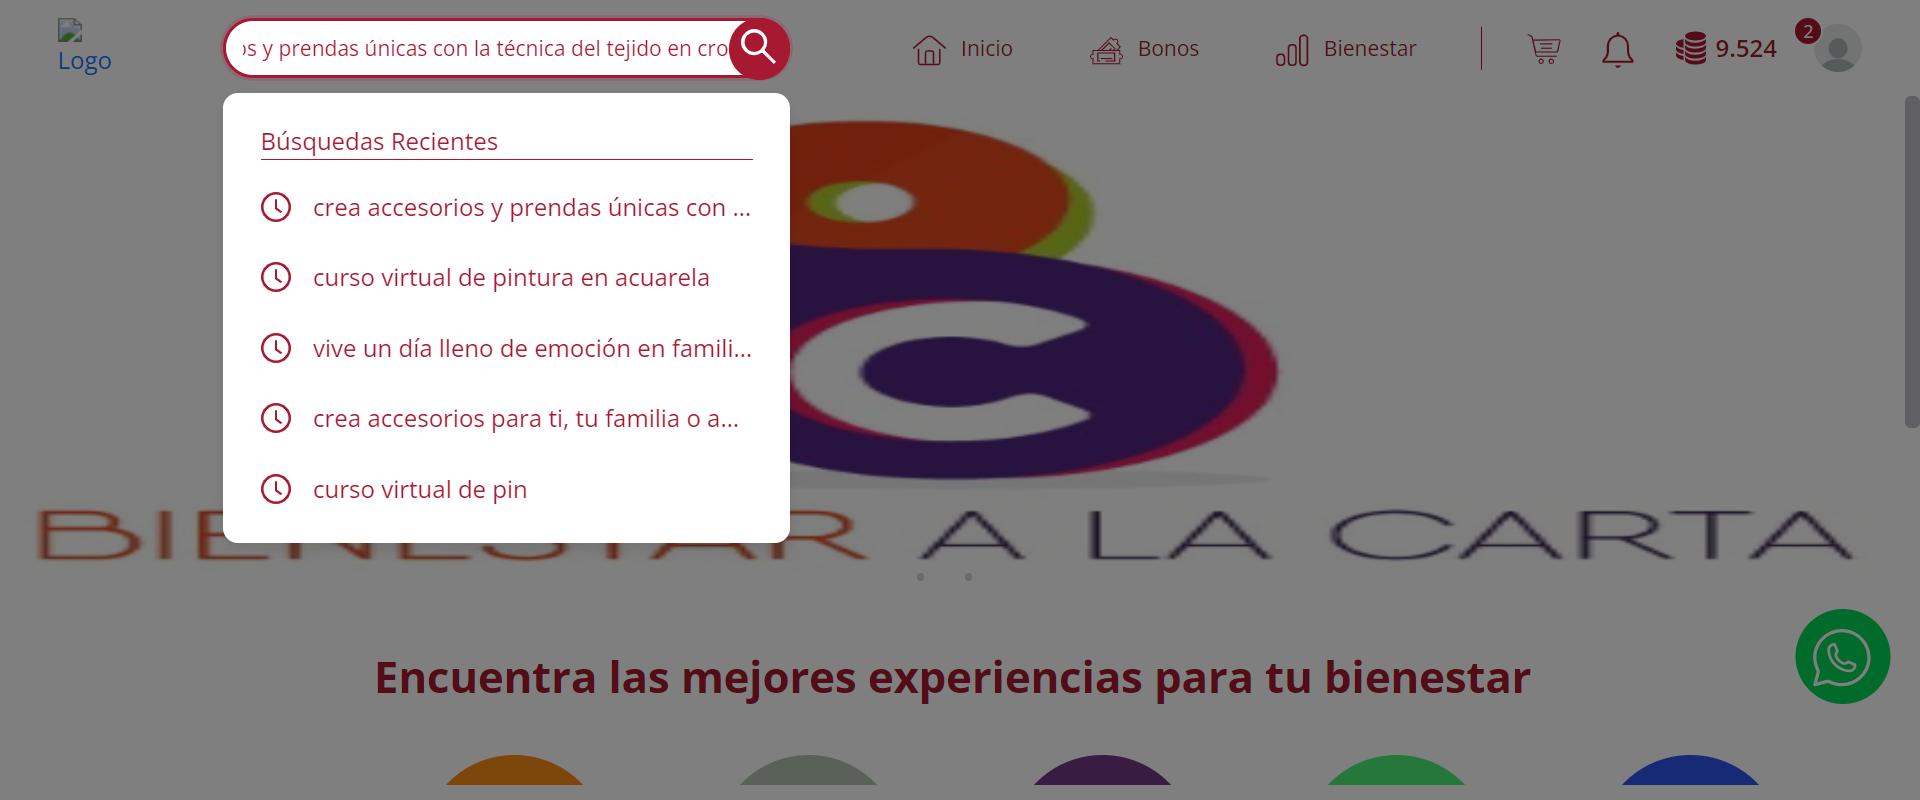 Logo
os y prendas únicas con la técnica del tejido en cro
Inicio
Bonos
Bienestar
9.524
2
Búsquedas Recientes
crea accesorios y prendas únicas con ...
curso virtual de pintura en acuarela
vive un día lleno de emoción en famili...
crea accesorios para ti, tu familia o a...
curso virtual de pin
BIENESTAR A LA CARTA
Encuentra las mejores experiencias para tu bienestar